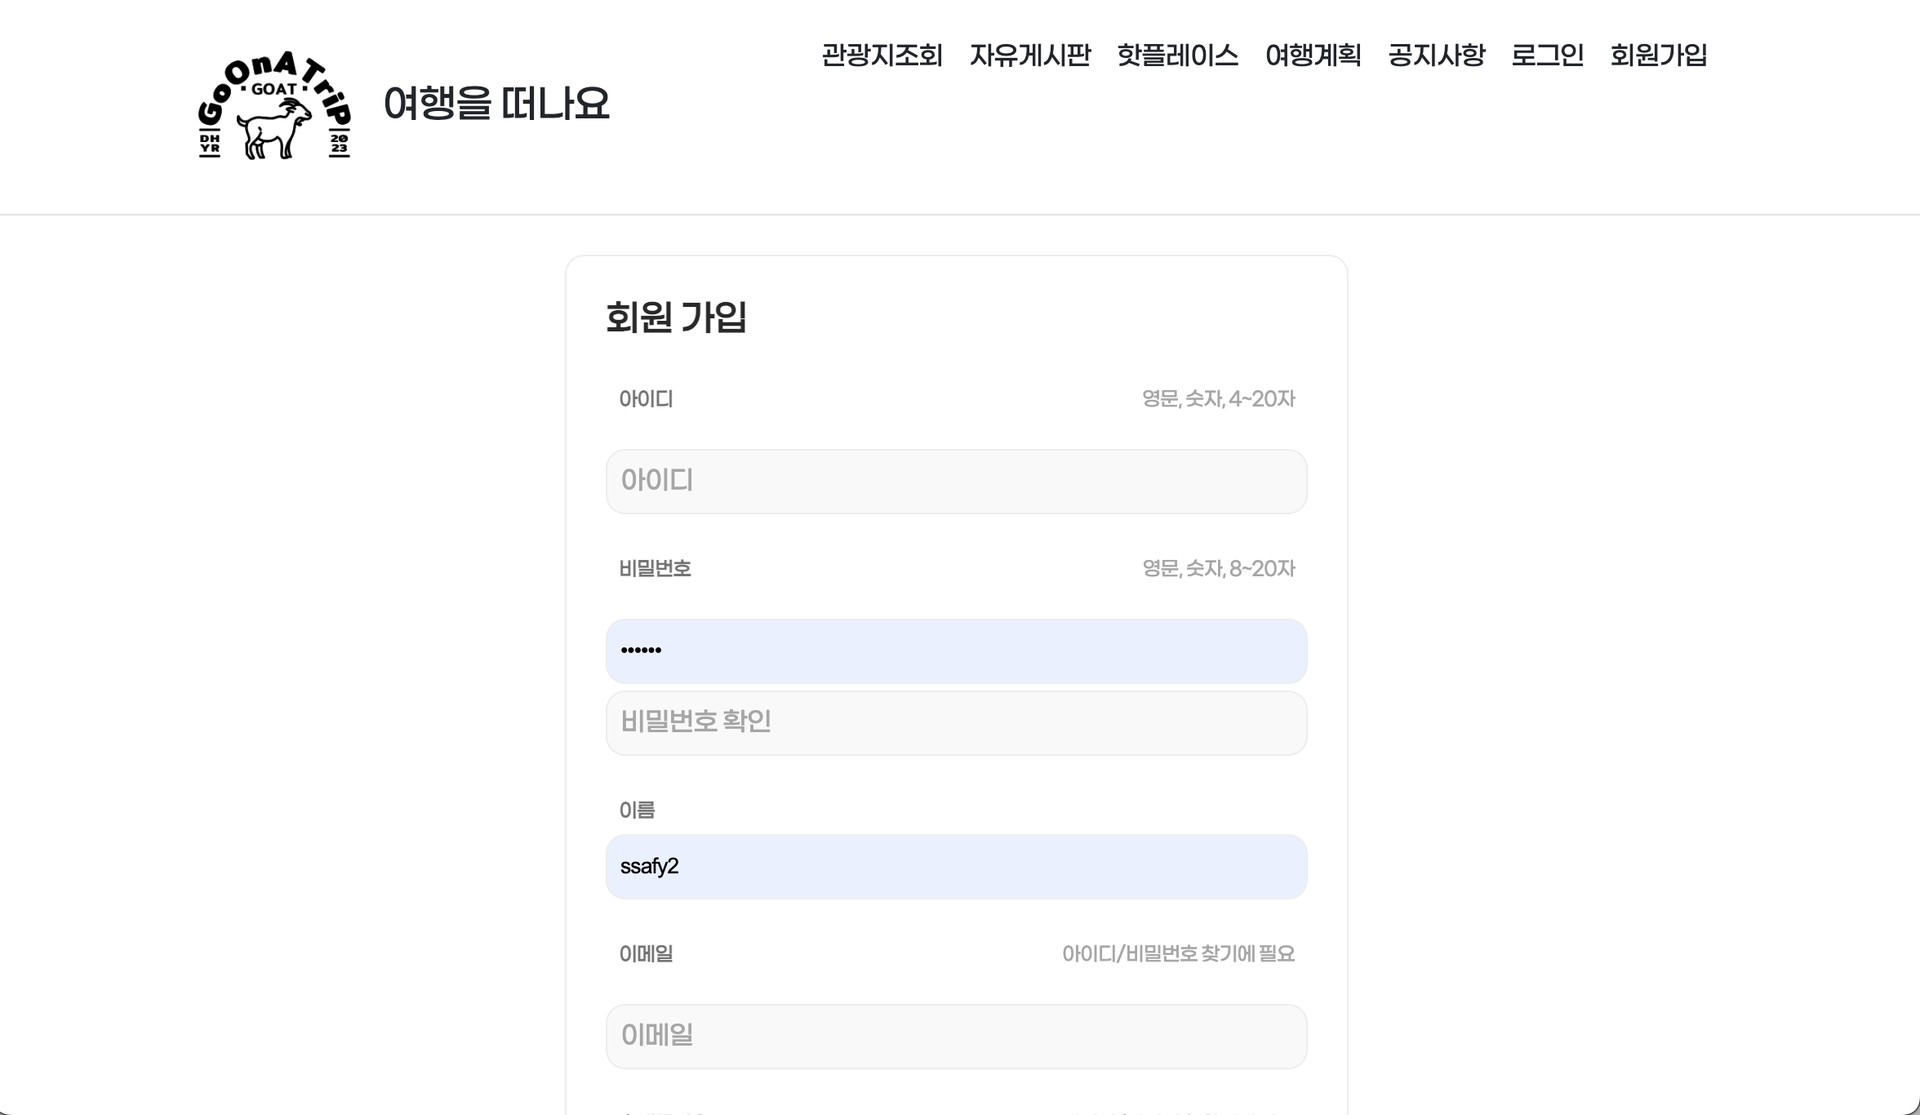 GoOnATriP
· GOAT ·
DH
YR
20
23
여행을 떠나요
관광지조회 자유게시판 핫플레이스 여행계획 공지사항 로그인 회원가입
회원 가입
아이디 영문, 숫자, 4~20자
아이디
비밀번호 영문, 숫자, 8~20자
••••••
비밀번호 확인
이름
ssafy2
이메일 아이디/비밀번호 찾기에 필요
이메일